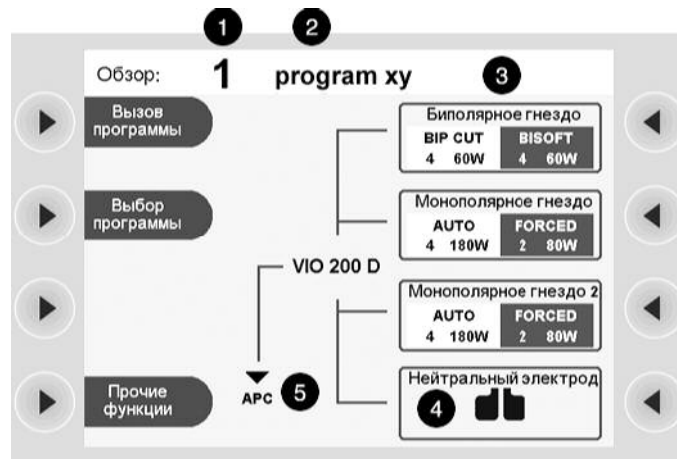 1 2
Обзор: 1 program xy 3
Вызов
программы
Биполярное гнездо
BIP CUT BISOFT
4 60W 4 60W
Выбор
программы
Монополярное гнездо
AUTO FORCED
4 180W 2 80W
VIO 200 D
Монополярное гнездо 2
AUTO FORCED
4 180W 2 80W
Прочие
функции
APC 5
Нейтральный электрод
4